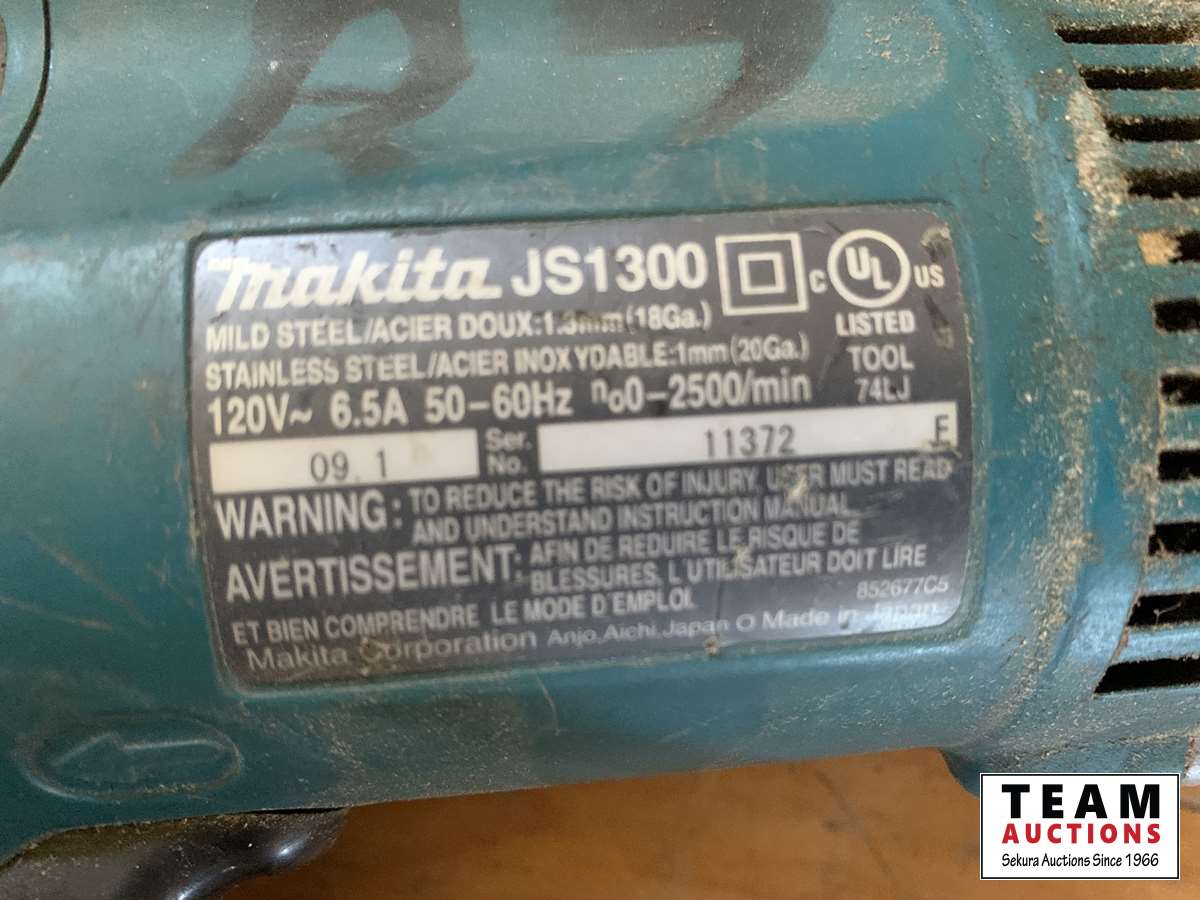 makita JS1300
C UL US
LISTED
MILD STEEL/ACIER DOUX:1.3mm(18Ga.)
STAINLESS STEEL/ACIER INOXYDABLE:1mm(20Ga.)
TOOL
74LJ
120V~ 6.5A 50-60Hz no0-2500/min
09. 1 Ser. No. 11372 E
WARNING: TO REDUCE THE RISK OF INJURY, USER MUST READ
AND UNDERSTAND INSTRUCTION MANUAL.
AVERTISSEMENT: AFIN DE REDUIRE LE RISQUE DE
BLESSURES, L'UTILISATEUR DOIT LIRE
ET BIEN COMPRENDRE LE MODE D'EMPLOI.
852677C5
Makita Corporation Anjo, Aichi, Japan O Made in Japan
TEAM
AUCTIONS
Sekura Auctions Since 1966